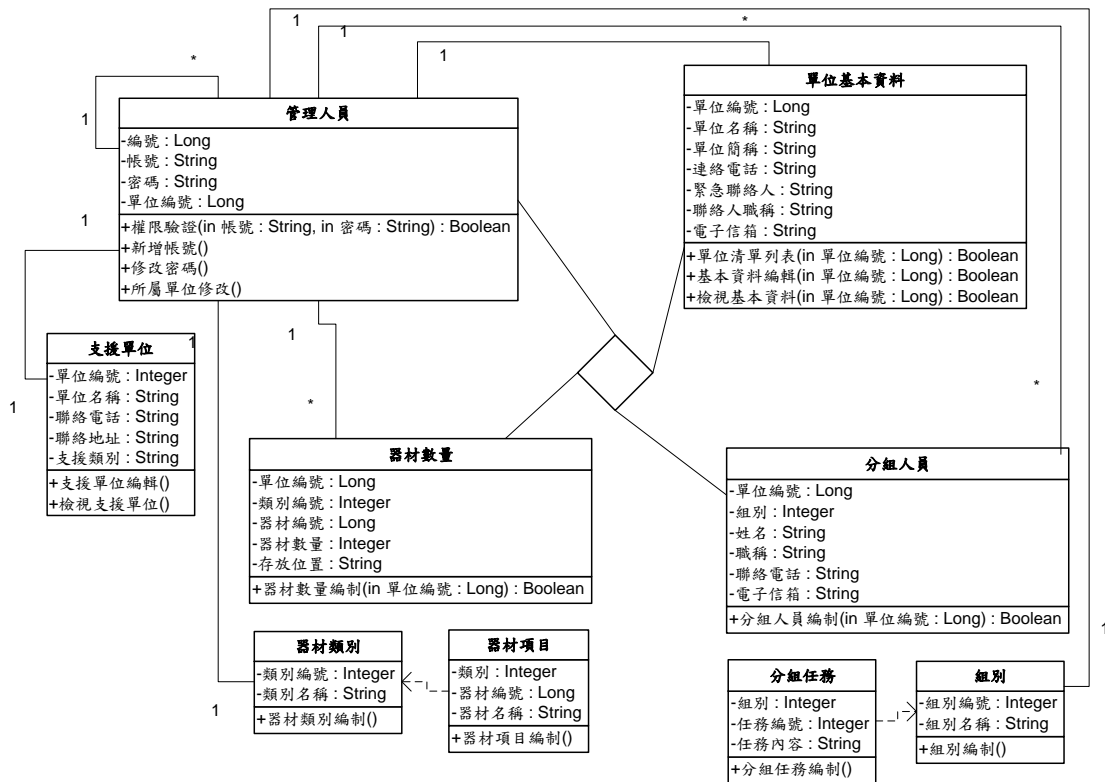 1
1
*
*
1
1
管理人員
-編號 : Long
-帳號 : String
-密碼 : String
-單位編號 : Long
+權限驗證(in 帳號 : String, in 密碼 : String) : Boolean
+新增帳號()
+修改密碼()
+所屬單位修改()
單位基本資料
-單位編號 : Long
-單位名稱 : String
-單位簡稱 : String
-連絡電話 : String
-緊急聯絡人 : String
-聯絡人職稱 : String
-電子信箱 : String
+單位清單列表(in 單位編號 : Long) : Boolean
+基本資料編輯(in 單位編號 : Long) : Boolean
+檢視基本資料(in 單位編號 : Long) : Boolean
1
1
1
1
支援單位
-單位編號 : Integer
-單位名稱 : String
-聯絡電話 : String
-聯絡地址 : String
-支援類別 : String
+支援單位編輯()
+檢視支援單位()
1
*
*
器材數量
-單位編號 : Long
-類別編號 : Integer
-器材編號 : Long
-器材數量 : Integer
-存放位置 : String
+器材數量編制(in 單位編號 : Long) : Boolean
分組人員
-單位編號 : Long
-組別 : Integer
-姓名 : String
-職稱 : String
-聯絡電話 : String
-電子信箱 : String
+分組人員編制(in 單位編號 : Long) : Boolean
1
器材類別
-類別編號 : Integer
-類別名稱 : String
+器材類別編制()
1
器材項目
-類別 : Integer
-器材編號 : Long
-器材名稱 : String
+器材項目編制()
分組任務
-組別 : Integer
-任務編號 : Integer
-任務內容 : String
+分組任務編制()
組別
-組別編號 : Integer
-組別名稱 : String
+組別編制()